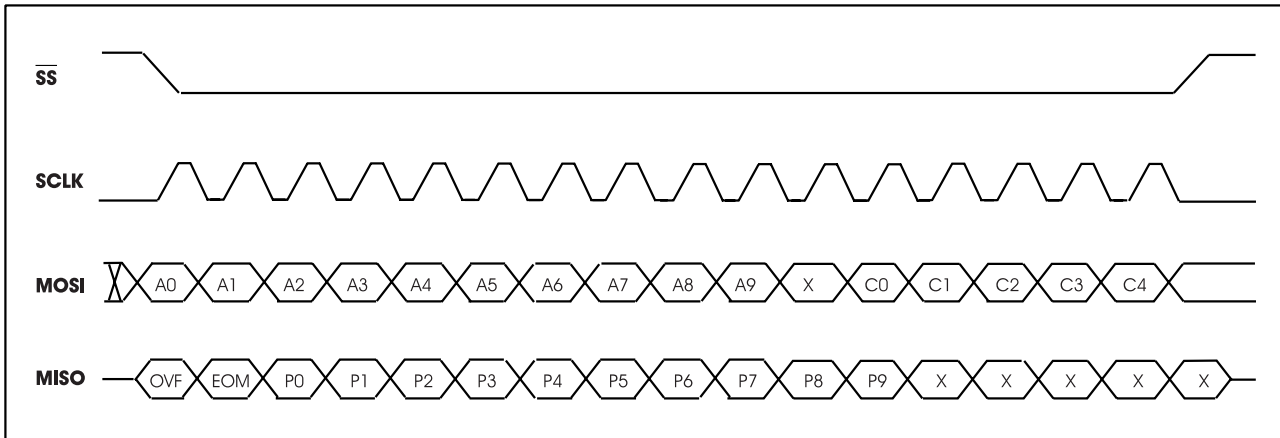 SS
SCLK
MOSI A0 A1 A2 A3 A4 A5 A6 A7 A8 A9 X C0 C1 C2 C3 C4
MISO OVF EOM P0 P1 P2 P3 P4 P5 P6 P7 P8 P9 X X X X X